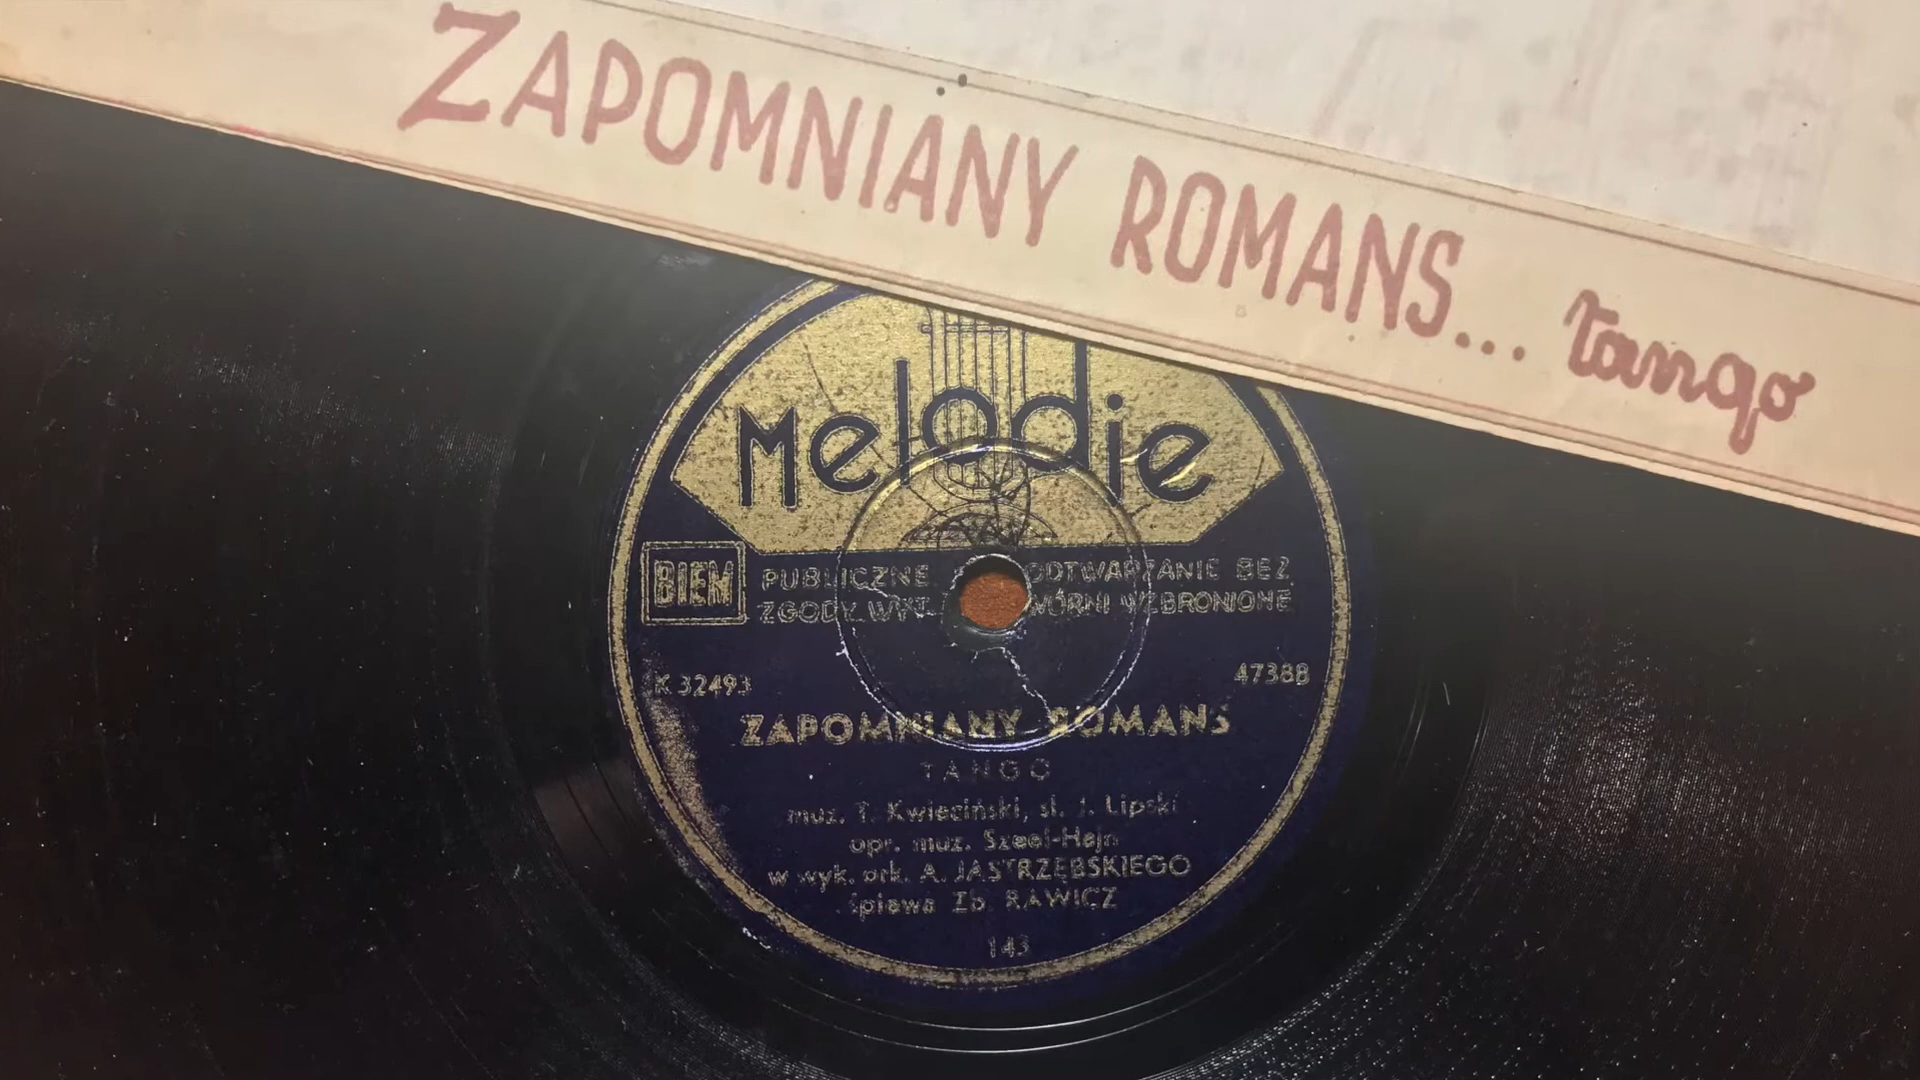 ZAPOMNIANY ROMANS... tango
Melodie
BIEM
PUBLICZNE ODTWARZANIE BEZ
ZGODY WYTWÓRNI WZBRONIONE
K 32493
47388
ZAPOMNIANY ROMANS
TANGO
muz. T. Kwieciński, sł. J. Lipski
opr. muz. Szeel-Hejn
w wyk. ork. A. JASTRZĘBSKIEGO
śpiewa Zb. RAWICZ
143